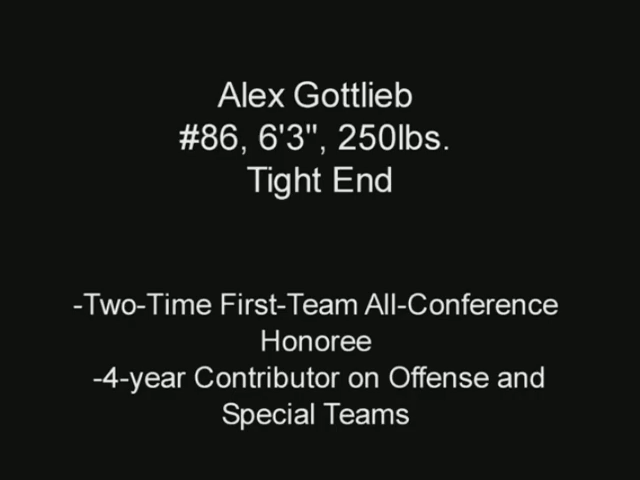 Alex Gottlieb
#86, 6'3", 250lbs.
Tight End
-Two-Time First-Team All-Conference
Honoree
-4-year Contributor on Offense and
Special Teams